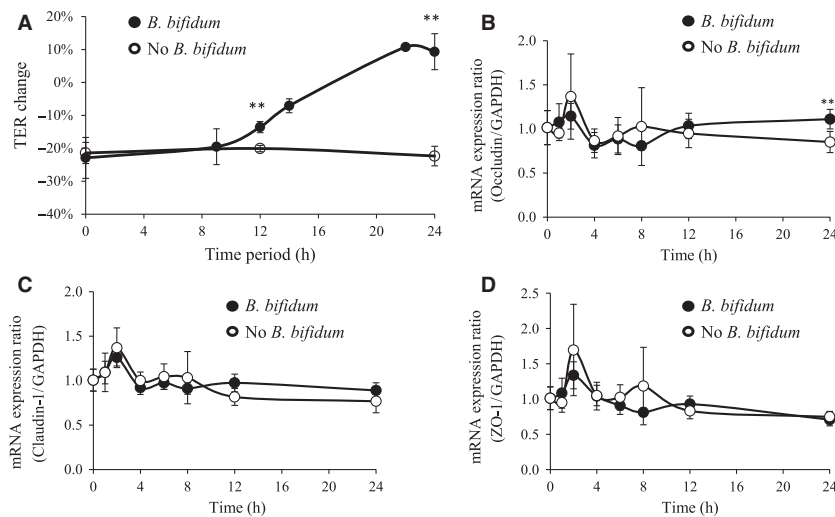 A
20%
10%
0%
−10%
−20%
−30%
−40%
TER change
B. bifidum
No B. bifidum
**
**
0 4 8 12 16 20 24
Time period (h)
B
2.0
1.5
1.0
0.5
0.0
mRNA expression ratio
(Occludin/GAPDH)
B. bifidum
No B. bifidum
**
0 4 8 12 16 20 24
Time (h)
C
2.0
1.5
1.0
0.5
0.0
mRNA expression ratio
(Claudin-1/GAPDH)
B. bifidum
No B. bifidum
0 4 8 12 16 20 24
Time (h)
D
2.5
2.0
1.5
1.0
0.5
0.0
mRNA expression ratio
(ZO-1/GAPDH)
B. bifidum
No B. bifidum
0 4 8 12 16 20 24
Time (h)